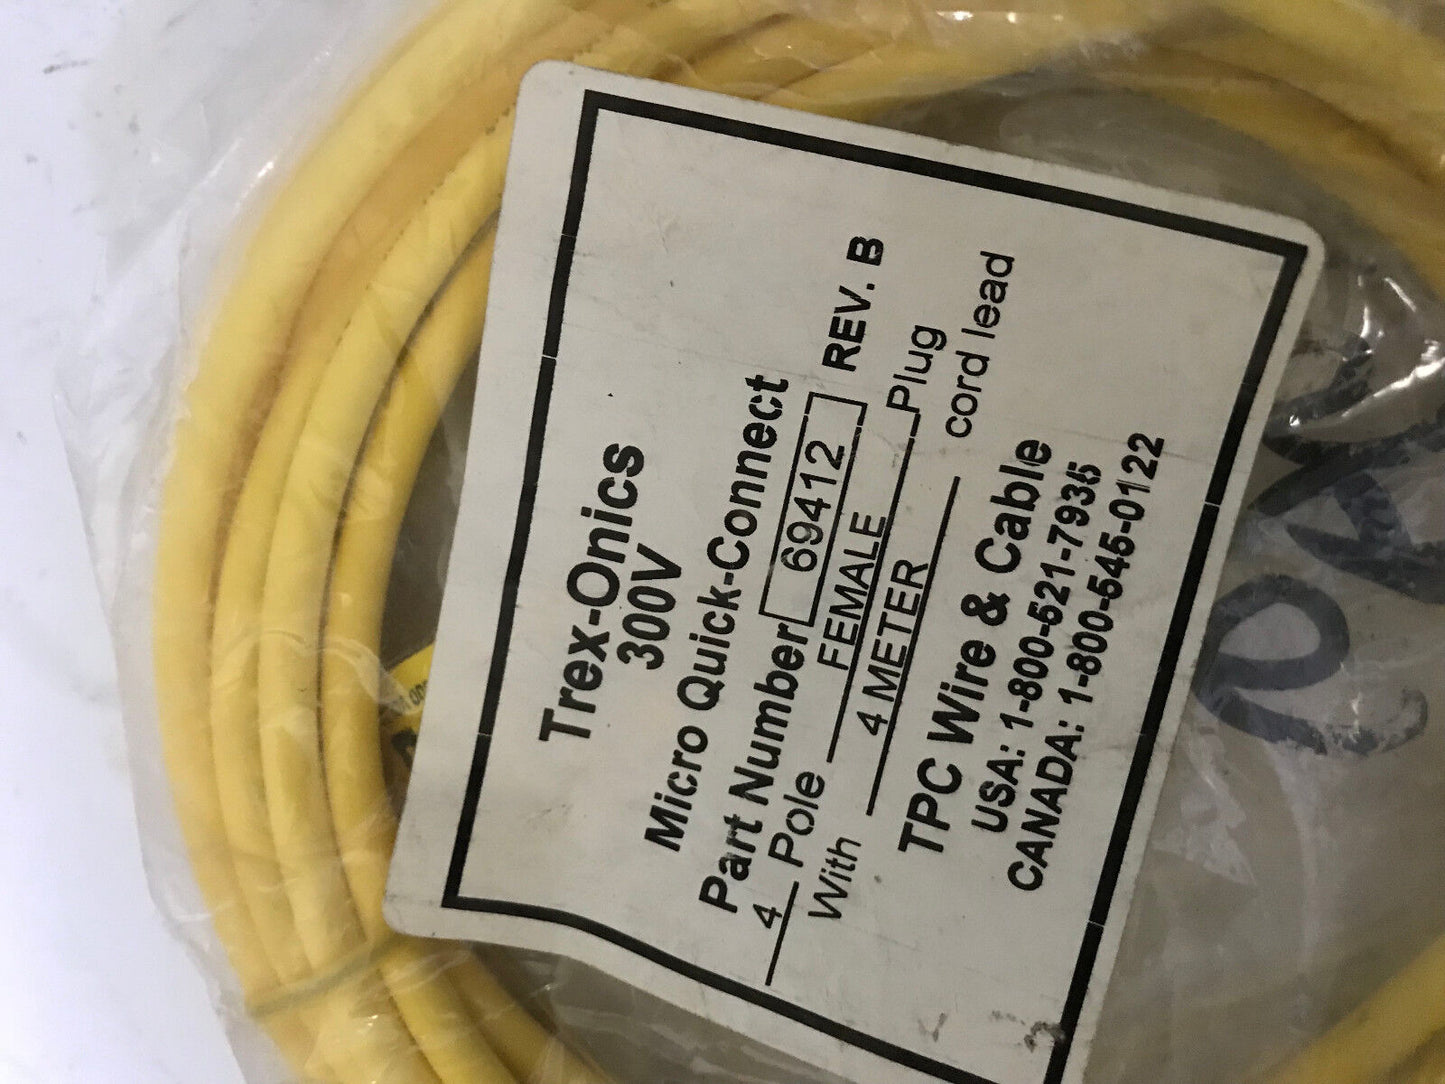 Trex-Onics
300V
Micro Quick-Connect
Part Number 69412 REV. B
4 Pole FEMALE Plug
With 4 METER cord lead
TPC Wire & Cable
USA: 1-800-521-7935
CANADA: 1-800-545-0122